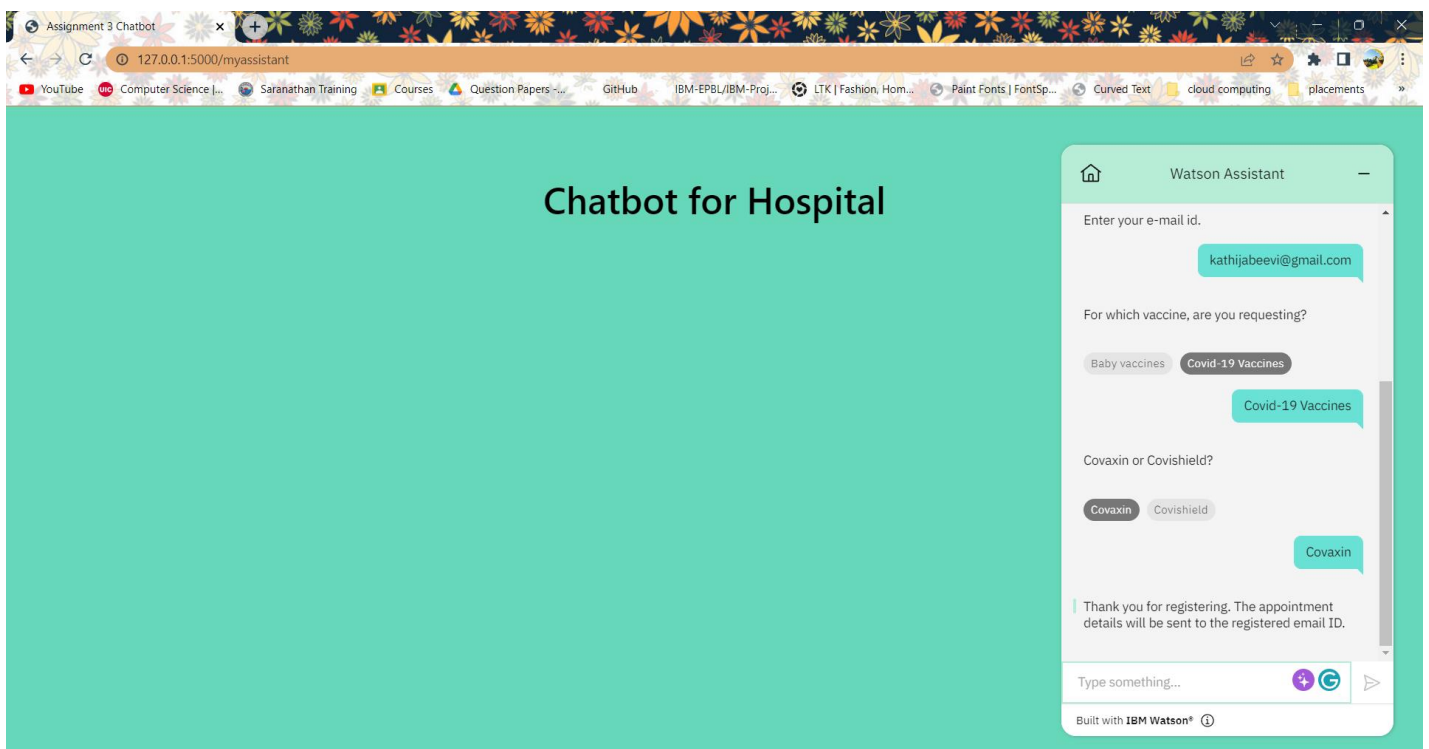 Assignment 3 Chatbot
127.0.0.1:5000/myassistant
YouTube UIC Computer Science |... Saranathan Training Courses Question Papers -... GitHub IBM-EPBL/IBM-Proj... LTK | Fashion, Hom... Paint Fonts | FontSp... Curved Text cloud computing placements »
Chatbot for Hospital
Watson Assistant
Enter your e-mail id.
kathijabeevi@gmail.com
For which vaccine, are you requesting?
Baby vaccines Covid-19 Vaccines
Covid-19 Vaccines
Covaxin or Covishield?
Covaxin Covishield
Covaxin
Thank you for registering. The appointment
details will be sent to the registered email ID.
Type something...
Built with IBM Watson®